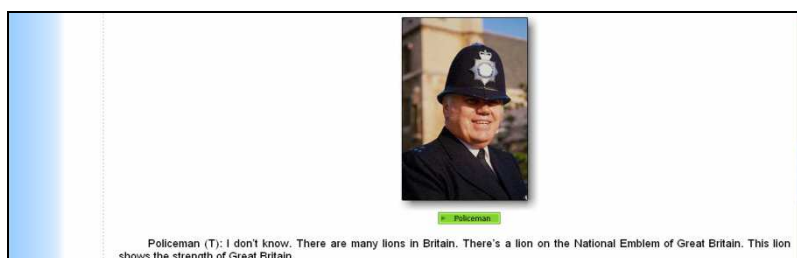 Policeman
Policeman (T): I don't know. There are many lions in Britain. There's a lion on the National Emblem of Great Britain. This lion
shows the strength of Great Britain.